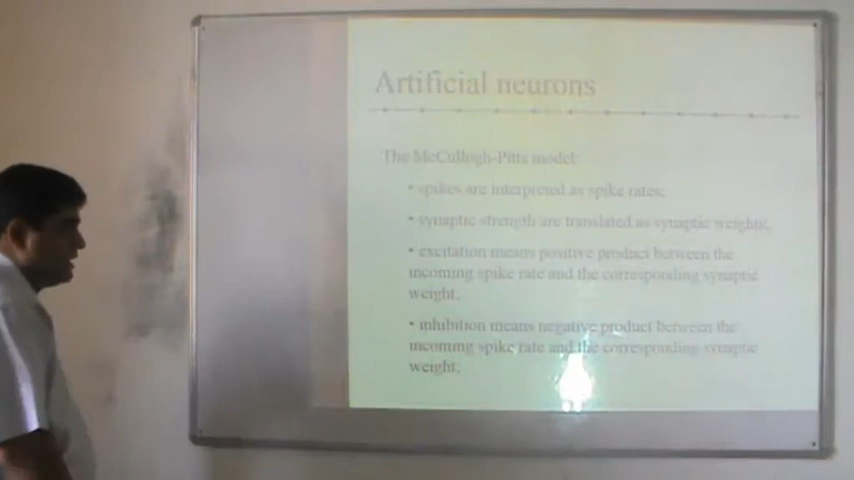 Artificial neurons
The McCullogh-Pitts model:
• spikes are interpreted as spike rates;
• synaptic strength are translated as synaptic weights;
• excitation means positive product between the
incoming spike rate and the corresponding synaptic
weight;
• inhibition means negative product between the
incoming spike rate and the corresponding synaptic
weight;